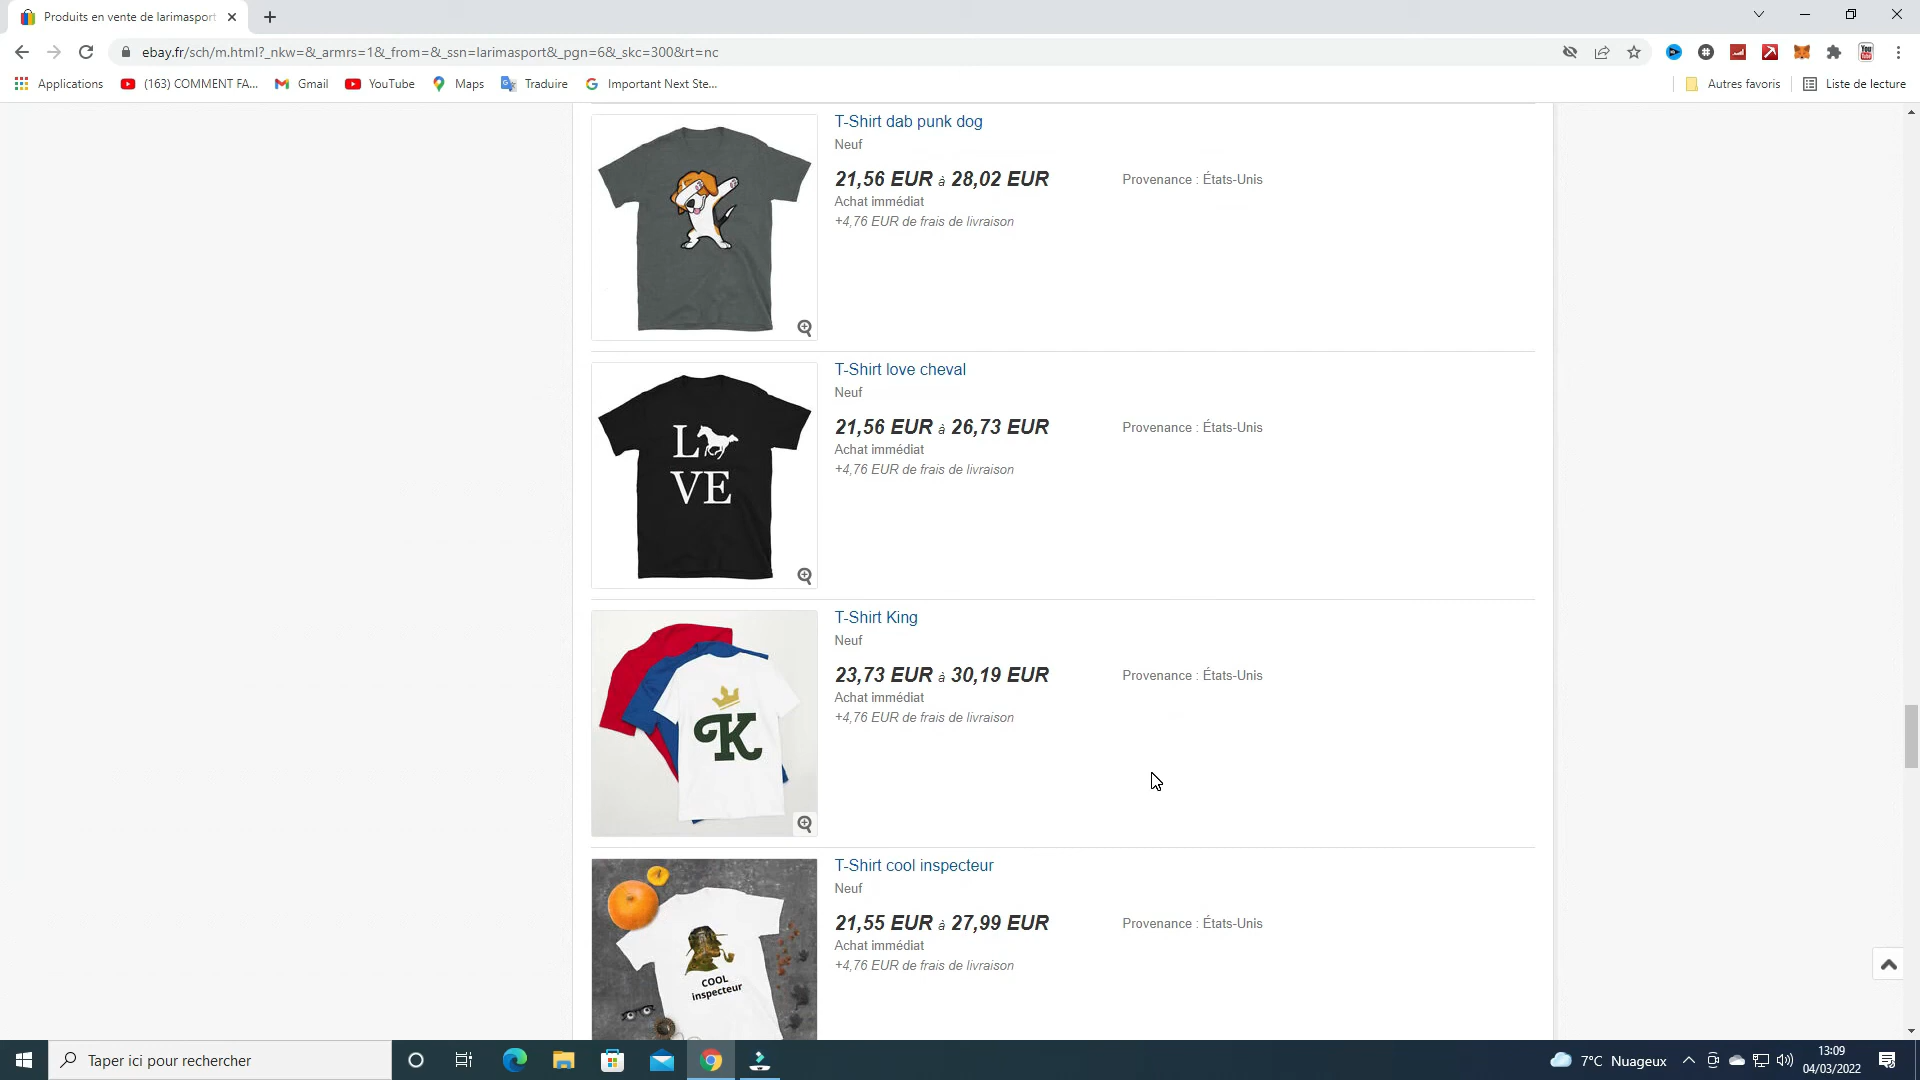 Produits en vente de larimasport
ebay.fr/sch/m.html?_nkw=&_armrs=1&_from=&_ssn=larimasport&_pgn=6&_skc=300&rt=nc
Applications
(163) COMMENT FA...
Gmail
YouTube
Maps
Traduire
Important Next Ste...
Autres favoris
Liste de lecture
T-Shirt dab punk dog
Neuf
21,56 EUR à 28,02 EUR
Provenance : États-Unis
Achat immédiat
+4,76 EUR de frais de livraison
L
VE
T-Shirt love cheval
Neuf
21,56 EUR à 26,73 EUR
Provenance : États-Unis
Achat immédiat
+4,76 EUR de frais de livraison
K
T-Shirt King
Neuf
23,73 EUR à 30,19 EUR
Provenance : États-Unis
Achat immédiat
+4,76 EUR de frais de livraison
COOL
inspecteur
T-Shirt cool inspecteur
Neuf
21,55 EUR à 27,99 EUR
Provenance : États-Unis
Achat immédiat
+4,76 EUR de frais de livraison
Taper ici pour rechercher
7°C Nuageux
13:09
04/03/2022